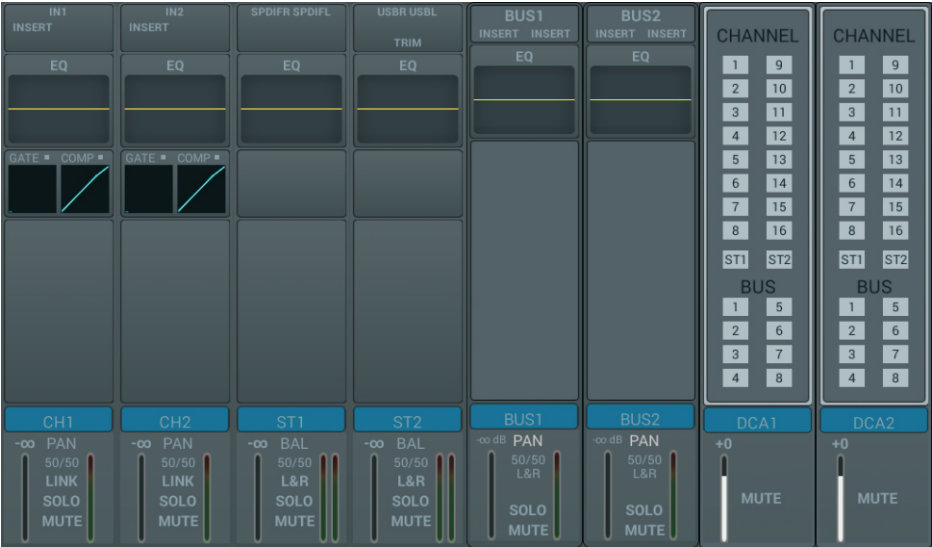 IN1
INSERT
EQ
GATE COMP
CH1
-∞ PAN
50/50
LINK
SOLO
MUTE
IN2
INSERT
EQ
GATE COMP
CH2
-∞ PAN
50/50
LINK
SOLO
MUTE
SPDIFR SPDIFL
EQ
ST1
-∞ BAL
50/50
L&R
SOLO
MUTE
USBR USBL
TRIM
EQ
ST2
-∞ BAL
50/50
L&R
SOLO
MUTE
BUS1
INSERT INSERT
EQ
BUS1
-∞ dB PAN
50/50
L&R
SOLO
MUTE
BUS2
INSERT INSERT
EQ
BUS2
-∞ dB PAN
50/50
L&R
SOLO
MUTE
CHANNEL
1 9
2 10
3 11
4 12
5 13
6 14
7 15
8 16
ST1 ST2
BUS
1 5
2 6
3 7
4 8
DCA1
+0
MUTE
CHANNEL
1 9
2 10
3 11
4 12
5 13
6 14
7 15
8 16
ST1 ST2
BUS
1 5
2 6
3 7
4 8
DCA2
+0
MUTE